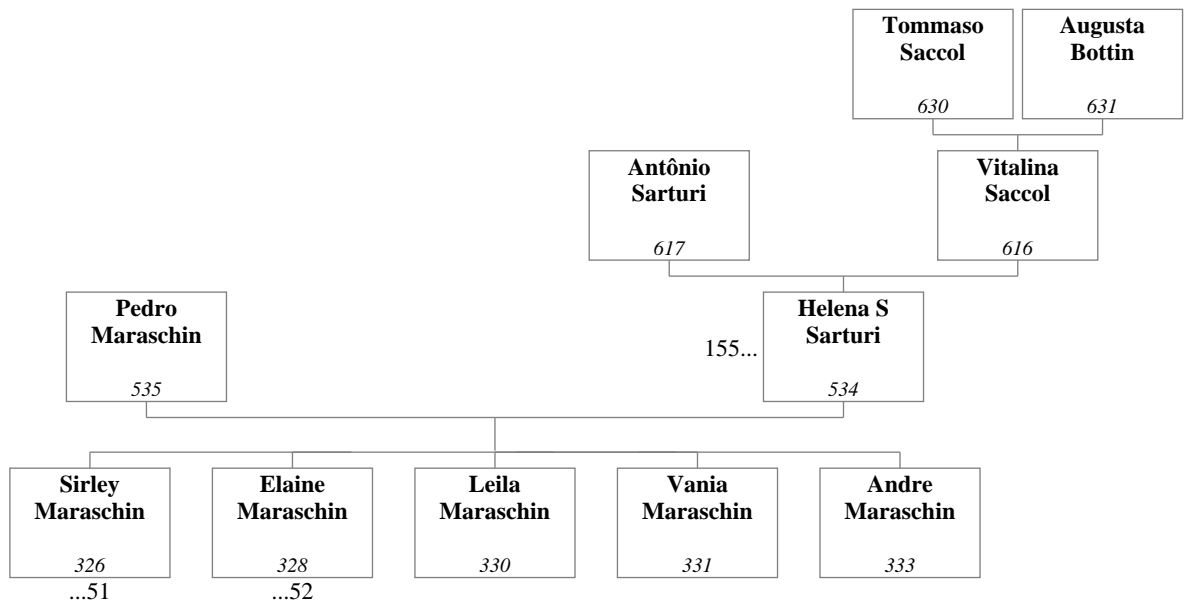 Tommaso
Saccol
630
Augusta
Bottin
631
Antônio
Sarturi
617
Vitalina
Saccol
616
Pedro
Maraschin
535
155...
Helena S
Sarturi
534
Sirley
Maraschin
326
...51
Elaine
Maraschin
328
...52
Leila
Maraschin
330
Vania
Maraschin
331
Andre
Maraschin
333